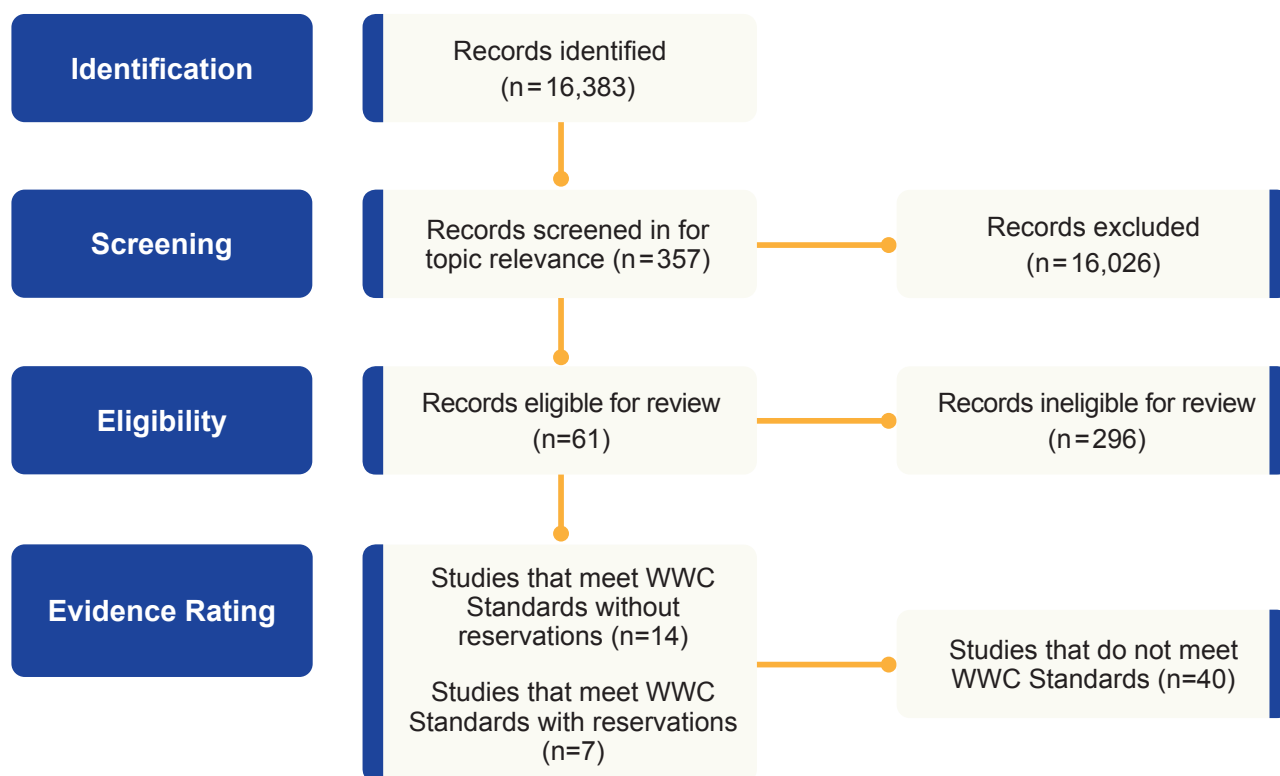 Identification
Records identified
(n=16,383)
Screening
Records screened in for
topic relevance (n=357)
Records excluded
(n=16,026)
Eligibility
Records eligible for review
(n=61)
Records ineligible for review
(n=296)
Evidence Rating
Studies that meet WWC
Standards without
reservations (n=14)
Studies that meet WWC
Standards with reservations
(n=7)
Studies that do not meet
WWC Standards (n=40)